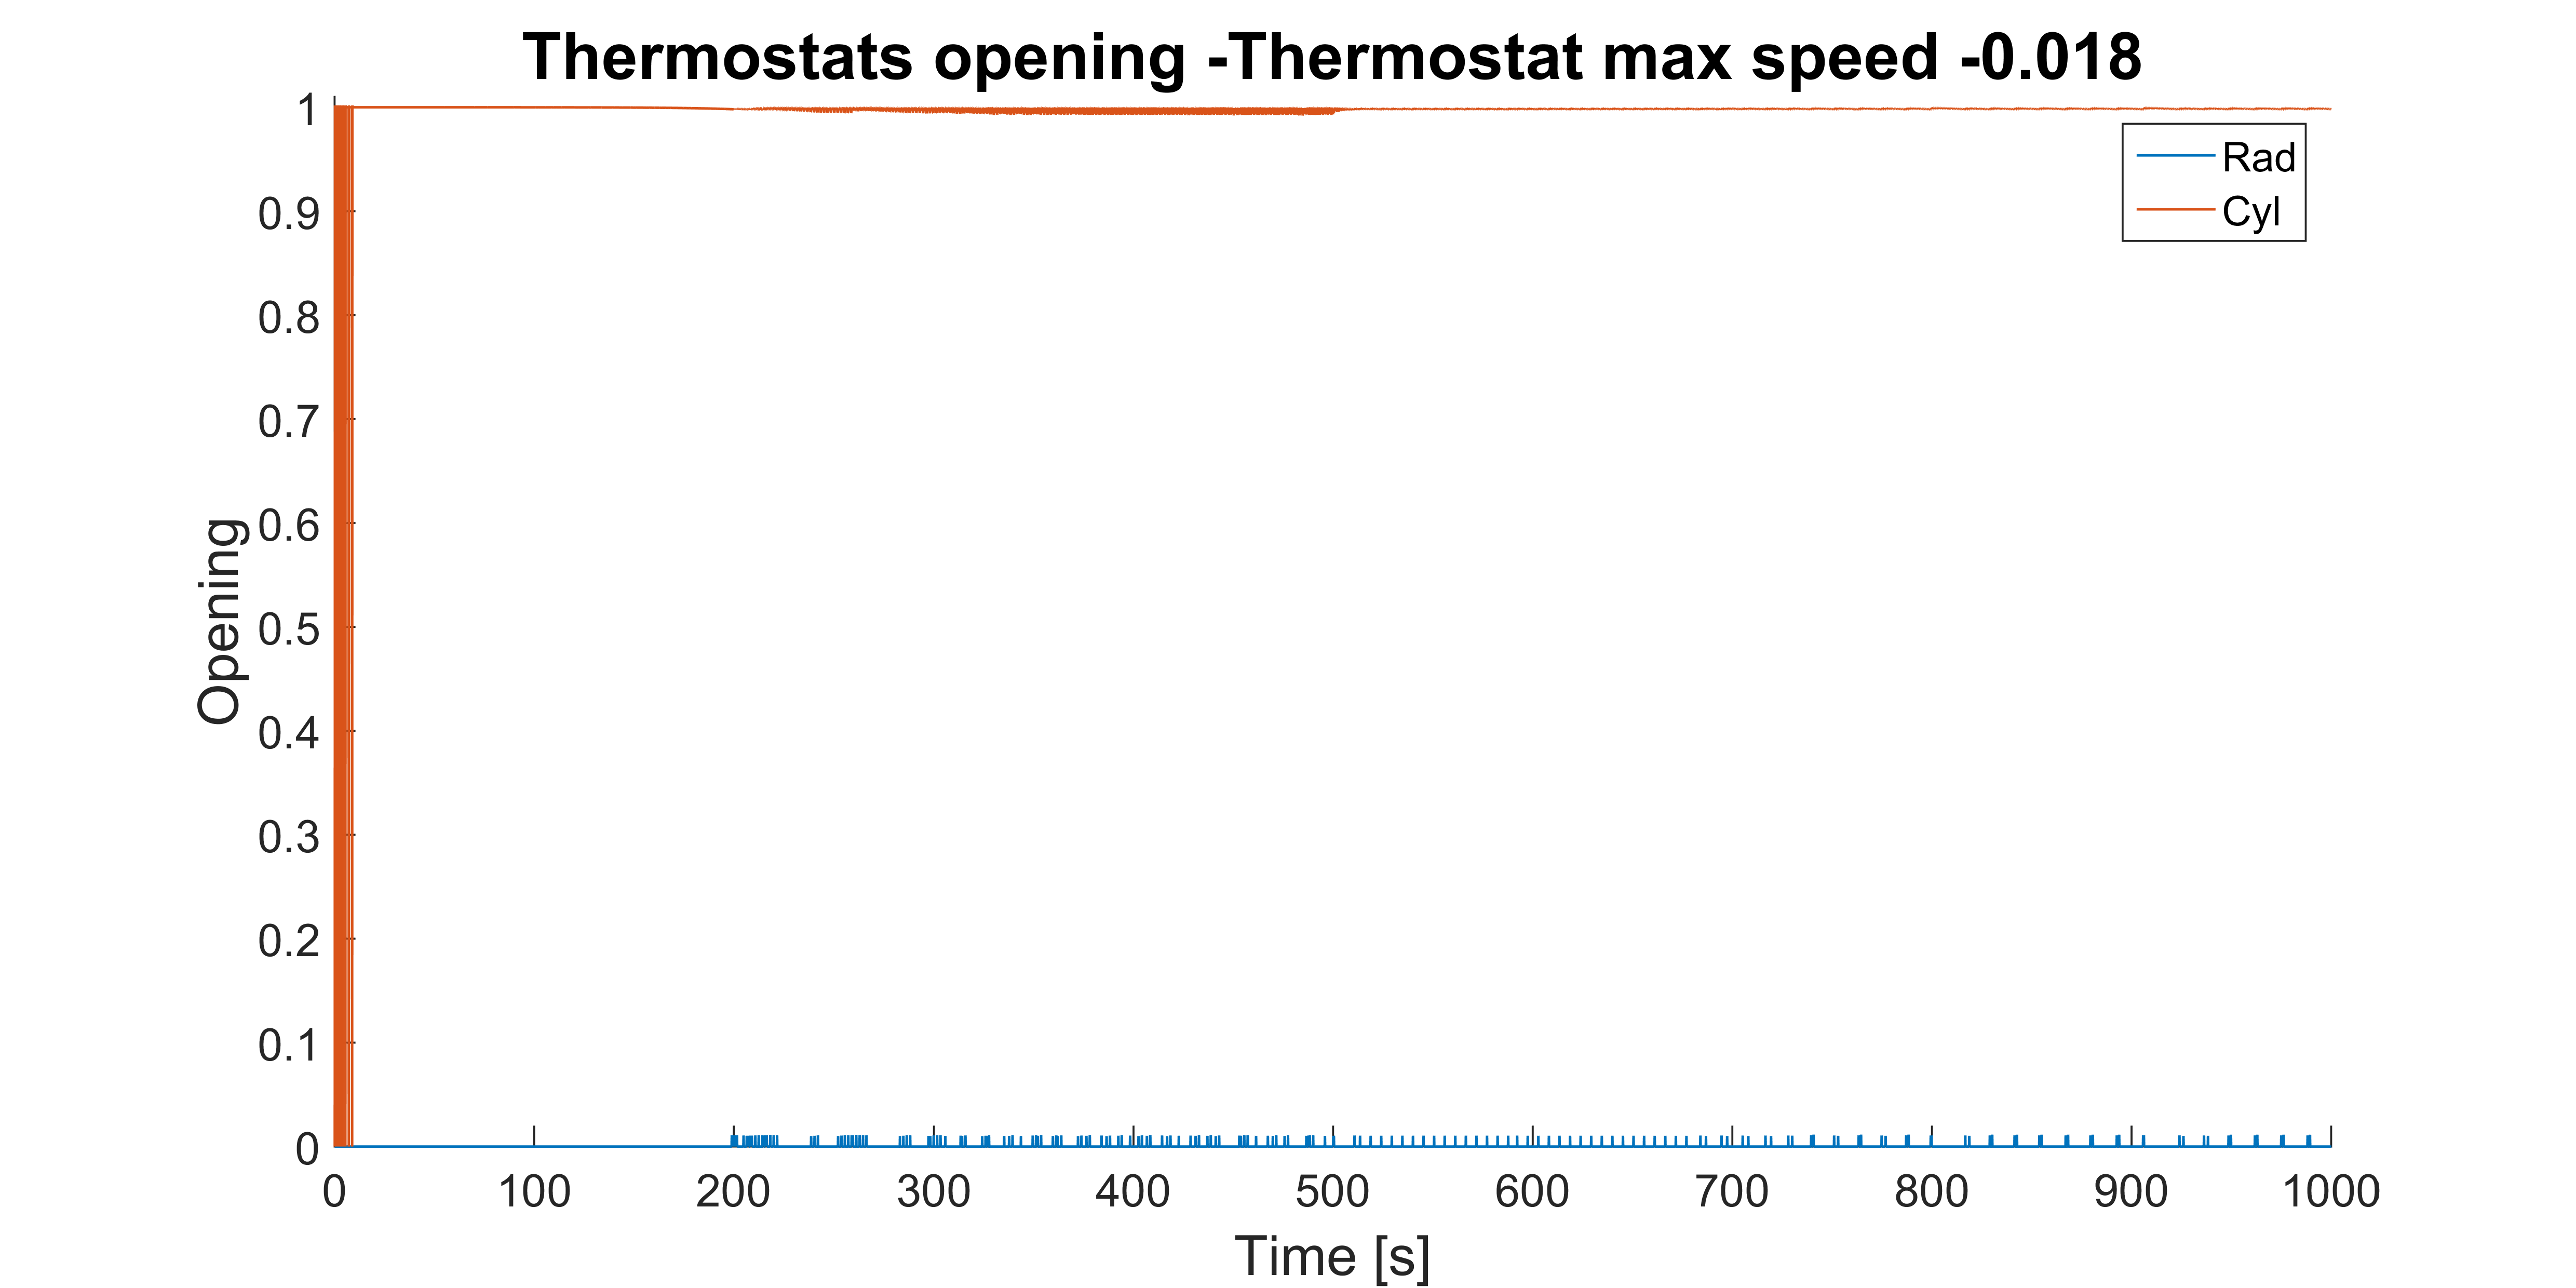 Thermostats opening -Thermostat max speed -0.018
1
0.9
0.8
0.7
0.6
0.5
0.4
0.3
0.2
0.1
0
Opening
Rad
Cyl
0 100 200 300 400 500 600 700 800 900 1000
Time [s]